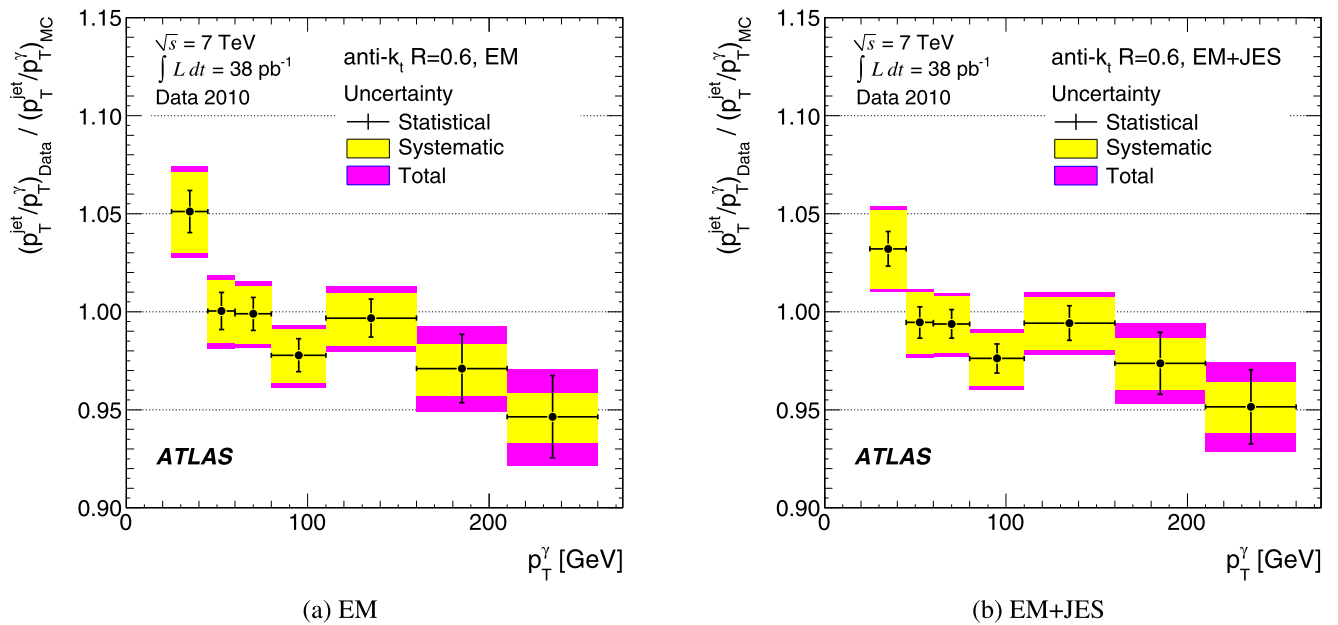 (p_T^jet/p_T^γ)_Data / (p_T^jet/p_T^γ)_MC
1.15
1.10
1.05
1.00
0.95
0.90
√s = 7 TeV
∫ L dt = 38 pb⁻¹
Data 2010
anti-k_t R=0.6, EM
Uncertainty
Statistical
Systematic
Total
ATLAS
0
100
200
p_T^γ [GeV]
(a) EM
(p_T^jet/p_T^γ)_Data / (p_T^jet/p_T^γ)_MC
1.15
1.10
1.05
1.00
0.95
0.90
√s = 7 TeV
∫ L dt = 38 pb⁻¹
Data 2010
anti-k_t R=0.6, EM+JES
Uncertainty
Statistical
Systematic
Total
ATLAS
0
100
200
p_T^γ [GeV]
(b) EM+JES